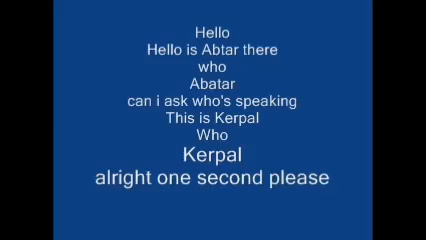 Hello
Hello is Abtar there
who
Abatar
can i ask who's speaking
This is Kerpal
Who
Kerpal
alright one second please